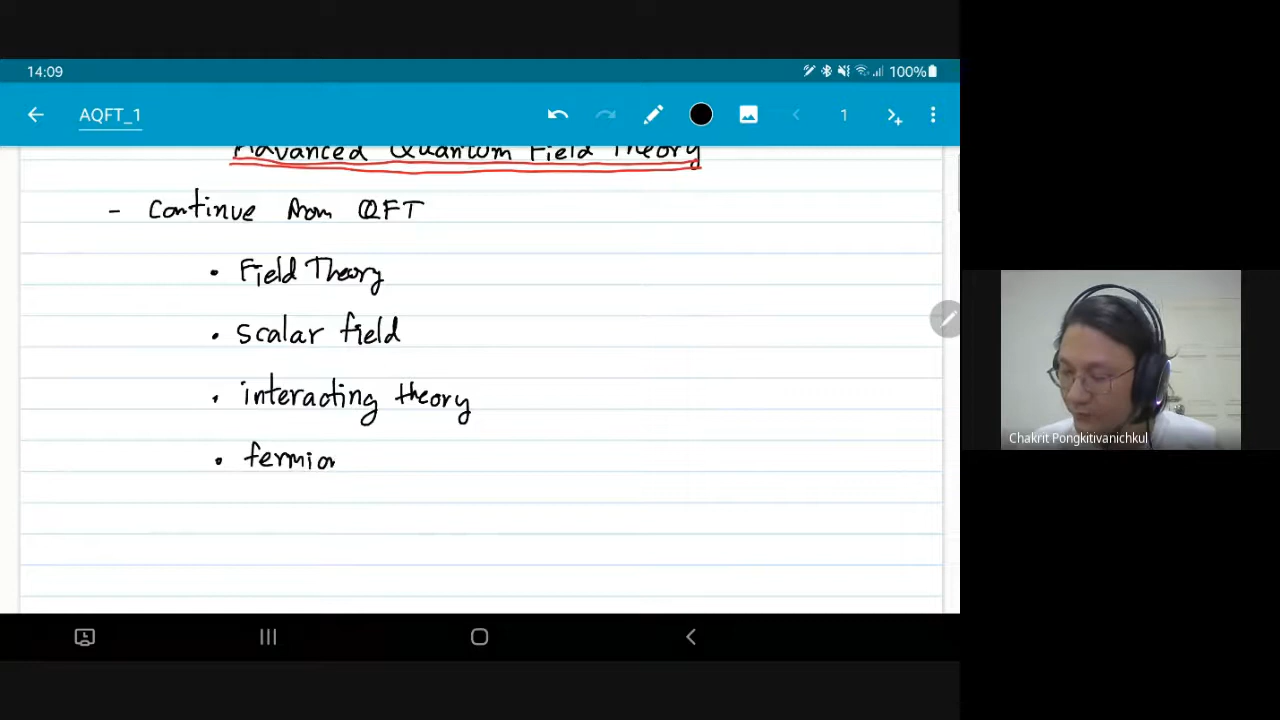 14:09 100%
AQFT_1 1
Advanced Quantum Field Theory
- Continue from QFT
• Field Theory
• scalar field
• interacting theory
• fermio
Chakrit Pongkitivanichkul